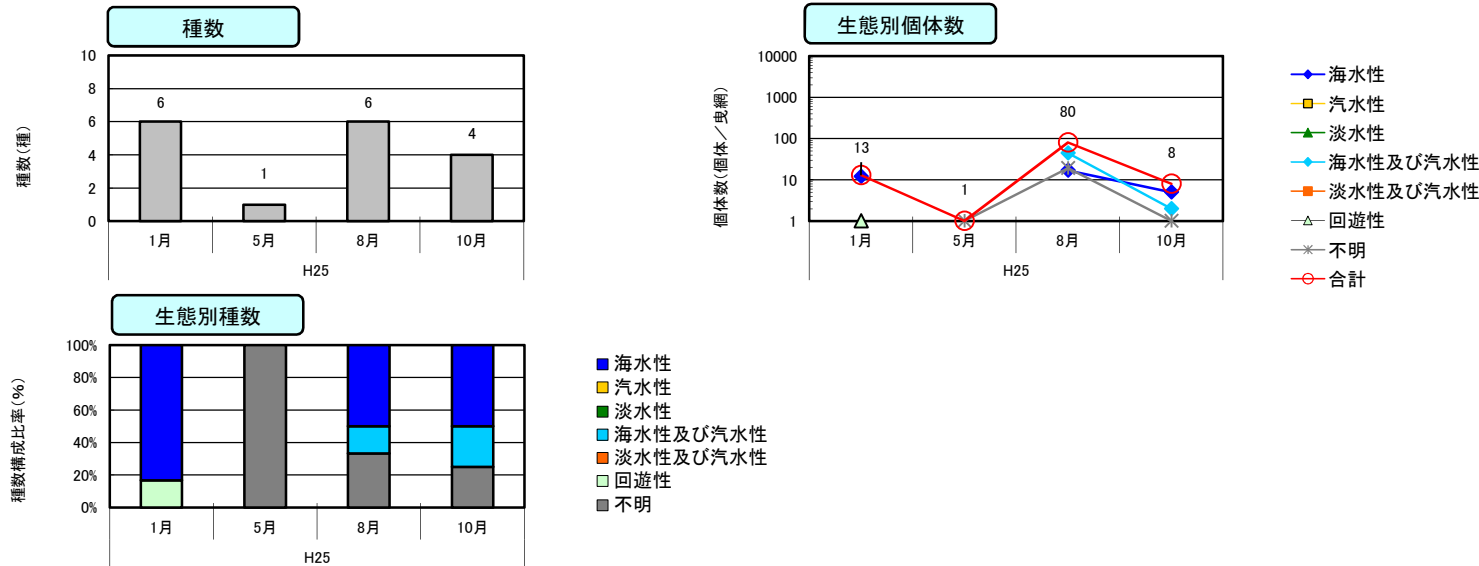 種数
種数(種)
10
8
6
4
2
0
6
1
6
4
1月 5月 8月 10月
H25
生態別個体数
個体数(個体/曳網)
10000
1000
100
10
1
13
1
80
8
1月 5月 8月 10月
H25
海水性
汽水性
淡水性
海水性及び汽水性
淡水性及び汽水性
回遊性
不明
合計
生態別種数
種数構成比率(%)
100%
80%
60%
40%
20%
0%
1月 5月 8月 10月
H25
海水性
汽水性
淡水性
海水性及び汽水性
淡水性及び汽水性
回遊性
不明